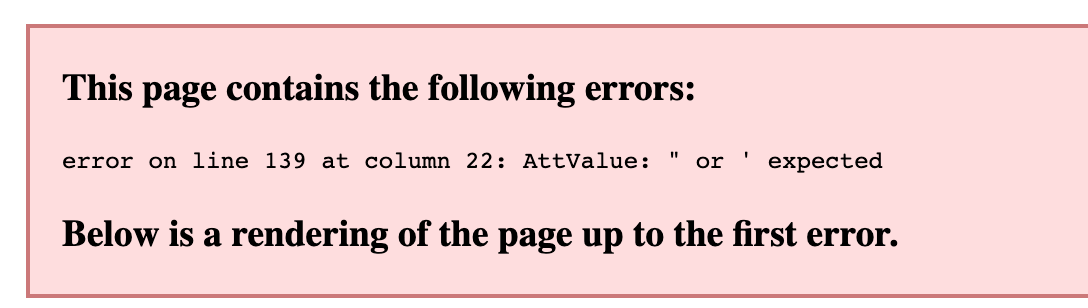 This page contains the following errors:
error on line 139 at column 22: AttValue: " or ' expected
Below is a rendering of the page up to the first error.